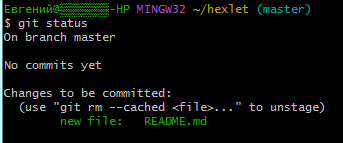 Евгений@▒▒▒▒▒▒▒-HP MINGW32 ~/hexlet (master)
$ git status
On branch master

No commits yet

Changes to be committed:
  (use "git rm --cached <file>..." to unstage)
        new file:   README.md